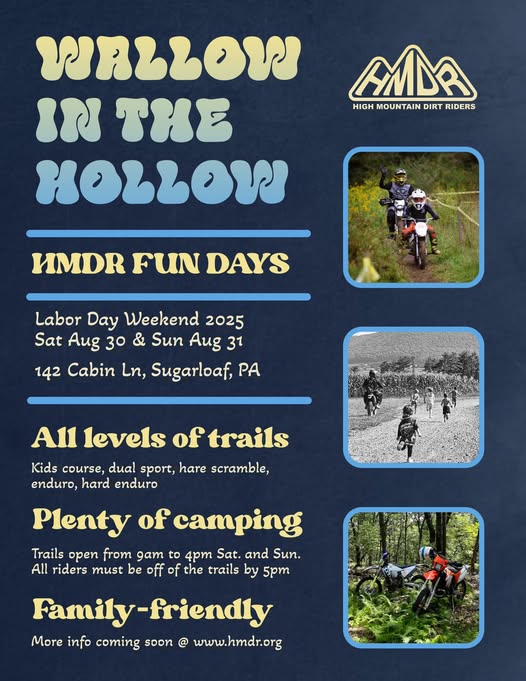 WALLOW
IN THE
HOLLOW
HMDR
HIGH MOUNTAIN DIRT RIDERS
HMDR FUN DAYS
Labor Day Weekend 2025
Sat Aug 30 & Sun Aug 31
142 Cabin Ln, Sugarloaf, PA
All levels of trails
Kids course, dual sport, hare scramble,
enduro, hard enduro
Plenty of camping
Trails open from 9am to 4pm Sat. and Sun.
All riders must be off of the trails by 5pm
Family-friendly
More info coming soon @ www.hmdr.org